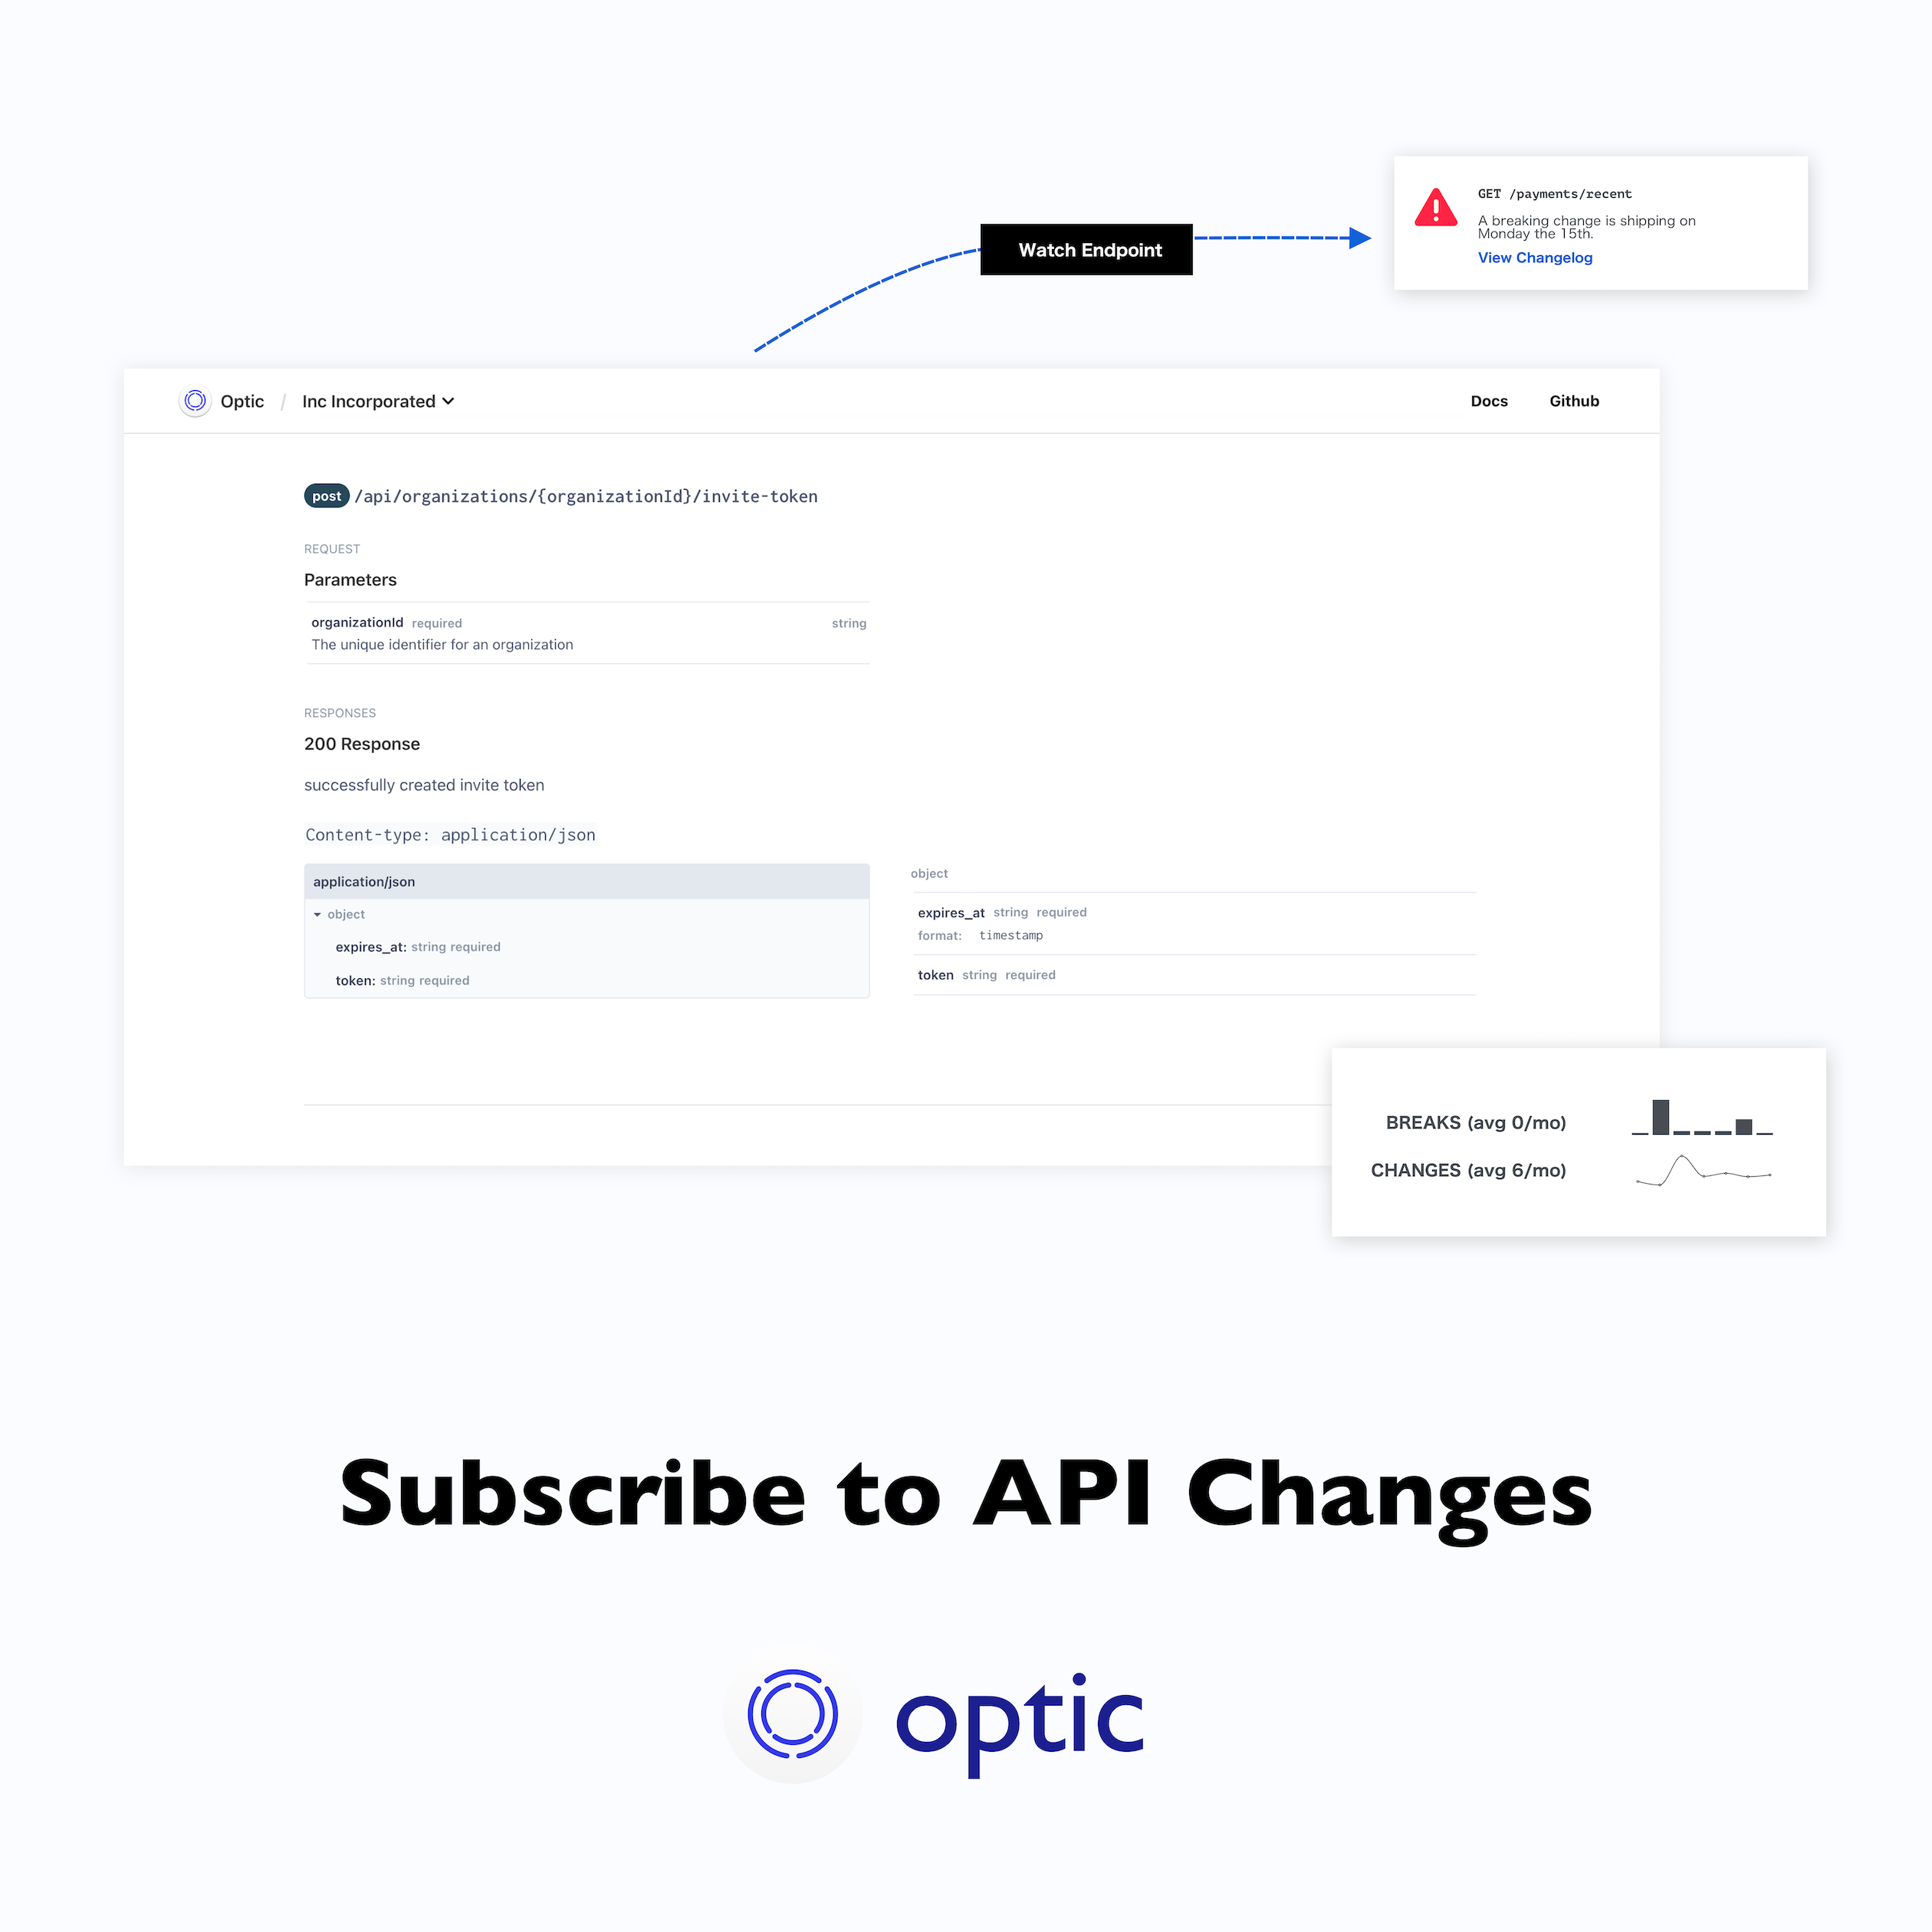 GET /payments/recent
A breaking change is shipping on
Monday the 15th.
View Changelog
Watch Endpoint
Optic / Inc Incorporated
Docs Github
post /api/organizations/{organizationId}/invite-token
REQUEST
Parameters
organizationId required string
The unique identifier for an organization
RESPONSES
200 Response
successfully created invite token
Content-type: application/json
application/json
object
expires_at: string required
token: string required
object
expires_at string required
format: timestamp
token string required
BREAKS (avg 0/mo)
CHANGES (avg 6/mo)
Subscribe to API Changes
optic